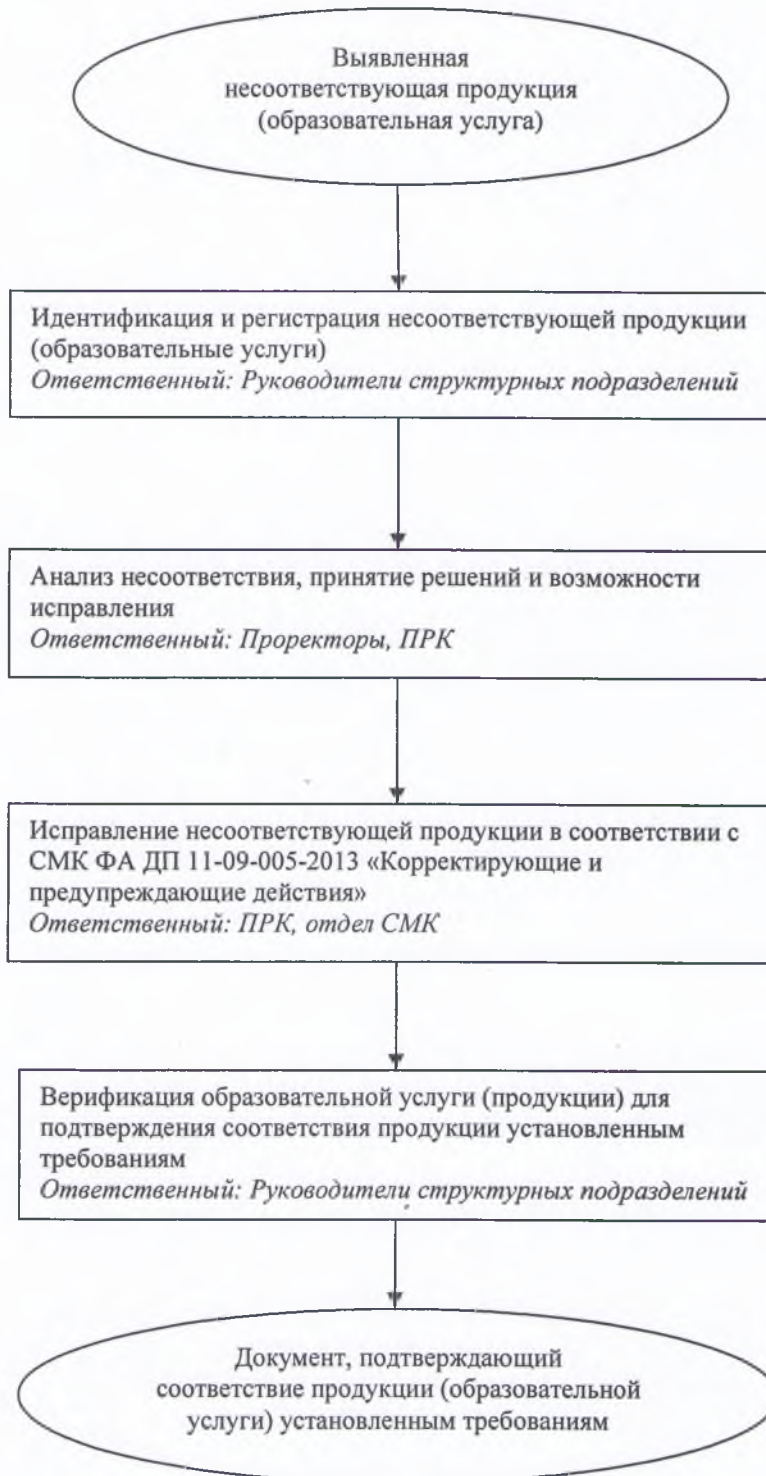 Выявленная
несоответствующая продукция
(образовательная услуга)
Идентификация и регистрация несоответствующей продукции
(образовательные услуги)
Ответственный: Руководители структурных подразделений
Анализ несоответствия, принятие решений и возможности
исправления
Ответственный: Проректоры, ПРК
Исправление несоответствующей продукции в соответствии с
СМК ФА ДП 11-09-005-2013 «Корректирующие и
предупреждающие действия»
Ответственный: ПРК, отдел СМК
Верификация образовательной услуги (продукции) для
подтверждения соответствия продукции установленным
требованиям
Ответственный: Руководители структурных подразделений
Документ, подтверждающий
соответствие продукции (образовательной
услуги) установленным требованиям